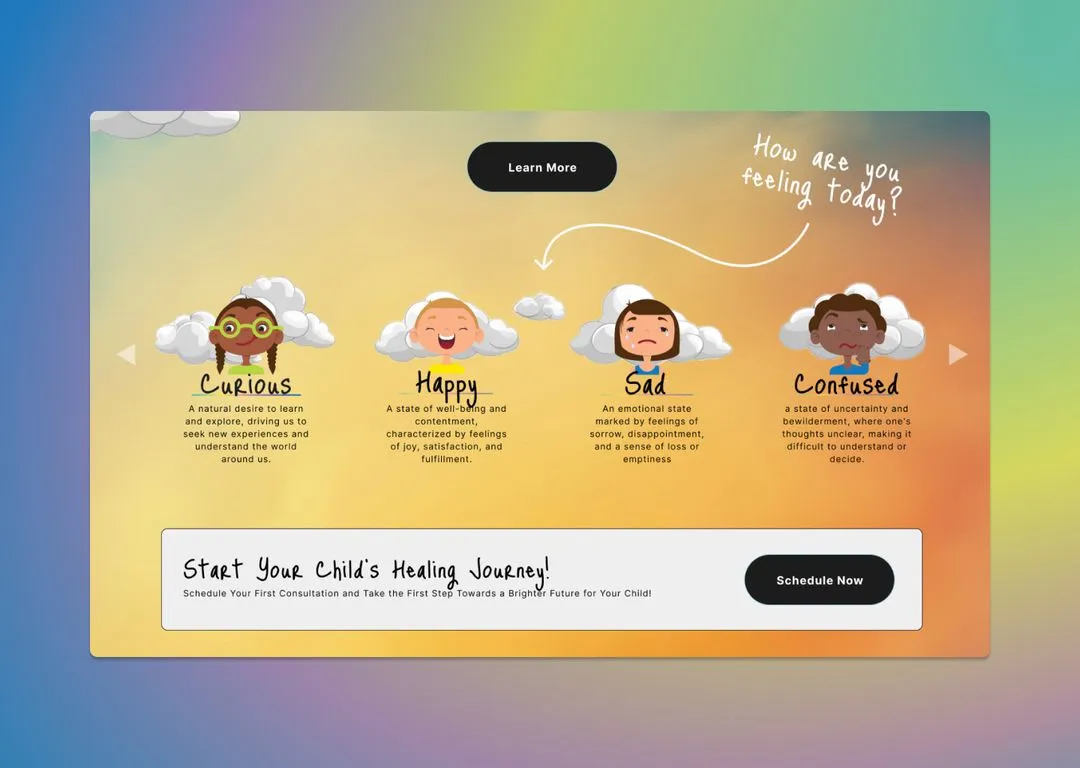 Learn More
How are you
feeling today?
Curious
A natural desire to learn
and explore, driving us to
seek new experiences and
understand the world
around us.
Happy
A state of well-being and
contentment,
characterized by feelings
of joy, satisfaction, and
fulfillment.
Sad
An emotional state
marked by feelings of
sorrow, disappointment,
and a sense of loss or
emptiness
Confused
a state of uncertainty and
bewilderment, where one's
thoughts unclear, making it
difficult to understand or
decide.
Start Your Child's Healing Journey!
Schedule Your First Consultation and Take the First Step Towards a Brighter Future for Your Child!
Schedule Now